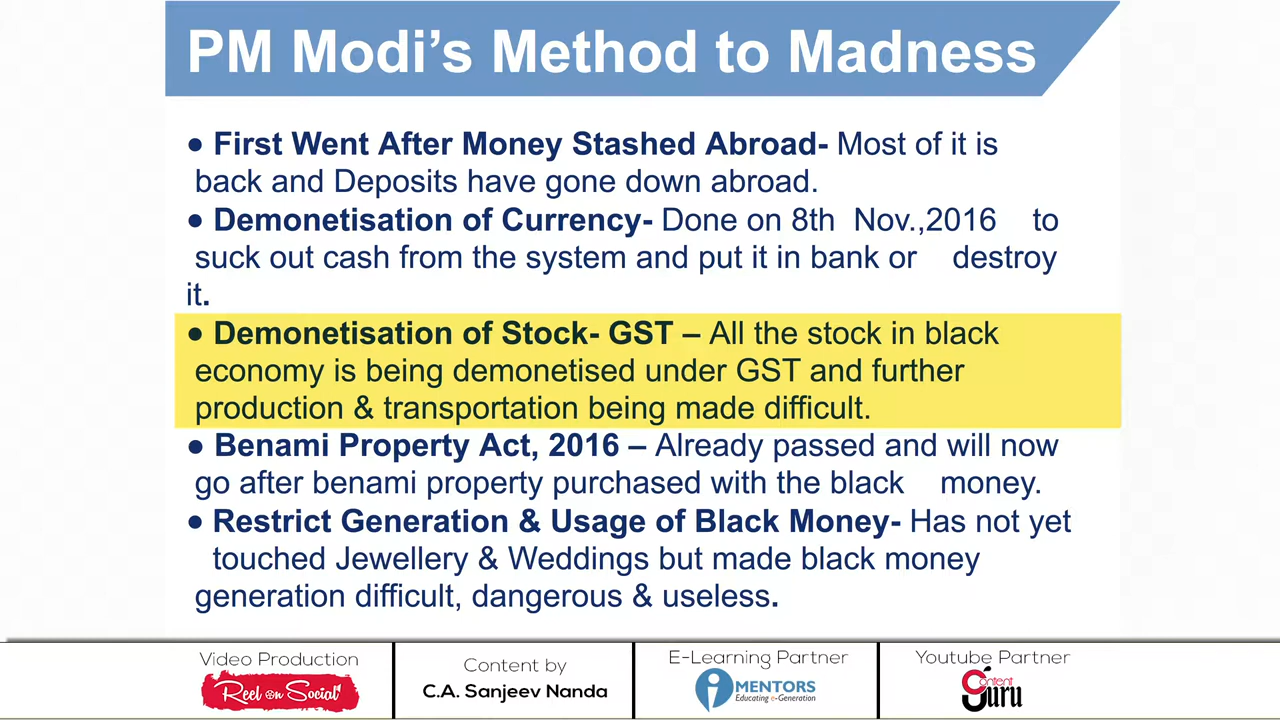 PM Modi’s Method to Madness
● First Went After Money Stashed Abroad- Most of it is
back and Deposits have gone down abroad.
● Demonetisation of Currency- Done on 8th Nov.,2016 to
suck out cash from the system and put it in bank or destroy
it.
● Demonetisation of Stock- GST – All the stock in black
economy is being demonetised under GST and further
production & transportation being made difficult.
● Benami Property Act, 2016 – Already passed and will now
go after benami property purchased with the black money.
● Restrict Generation & Usage of Black Money- Has not yet
touched Jewellery & Weddings but made black money
generation difficult, dangerous & useless.
Video Production
Reel on Social
Content by
C.A. Sanjeev Nanda
E-Learning Partner
iMENTORS
Educating e-Generation
Youtube Partner
Content
Guru